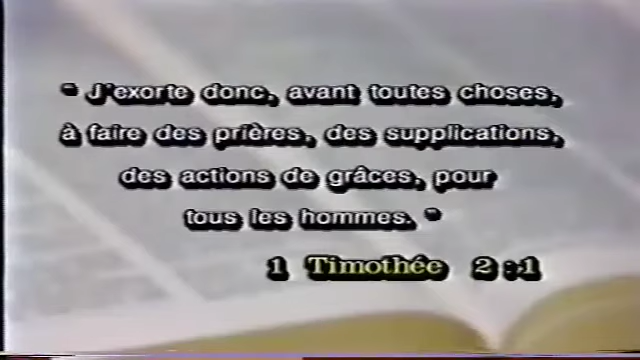 " J'exorte donc, avant toutes choses,
à faire des prières, des supplications,
des actions de grâces, pour
tous les hommes. "
1 Timothée 2 :1